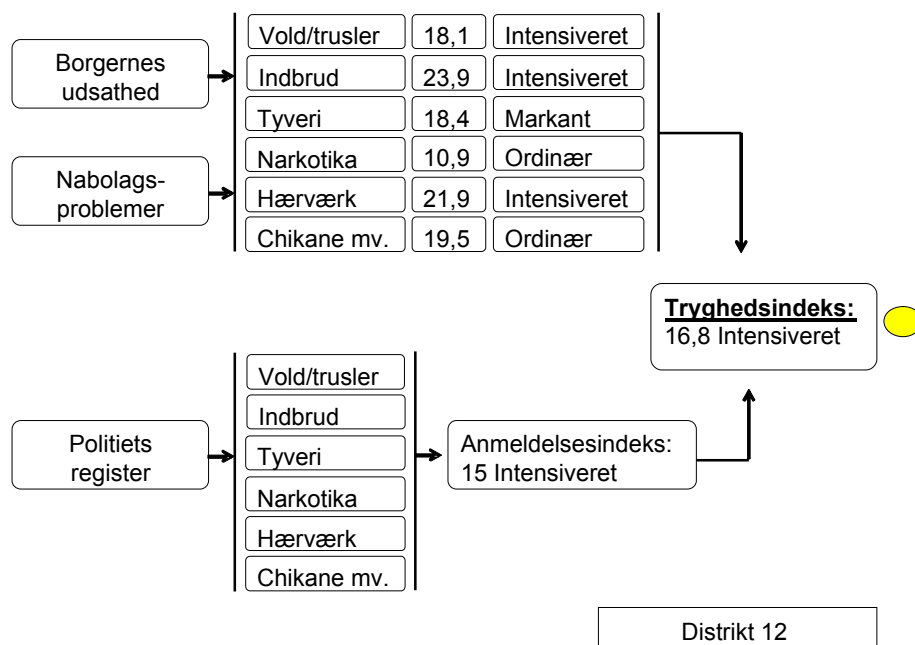 Borgernes
udsathed
Nabolags-
problemer
Vold/trusler 18,1 Intensiveret
Indbrud 23,9 Intensiveret
Tyveri 18,4 Markant
Narkotika 10,9 Ordinær
Hærværk 21,9 Intensiveret
Chikane mv. 19,5 Ordinær
Tryghedsindeks:
16,8 Intensiveret
Politiets
register
Vold/trusler
Indbrud
Tyveri
Narkotika
Hærværk
Chikane mv.
Anmeldelsesindeks:
15 Intensiveret
Distrikt 12